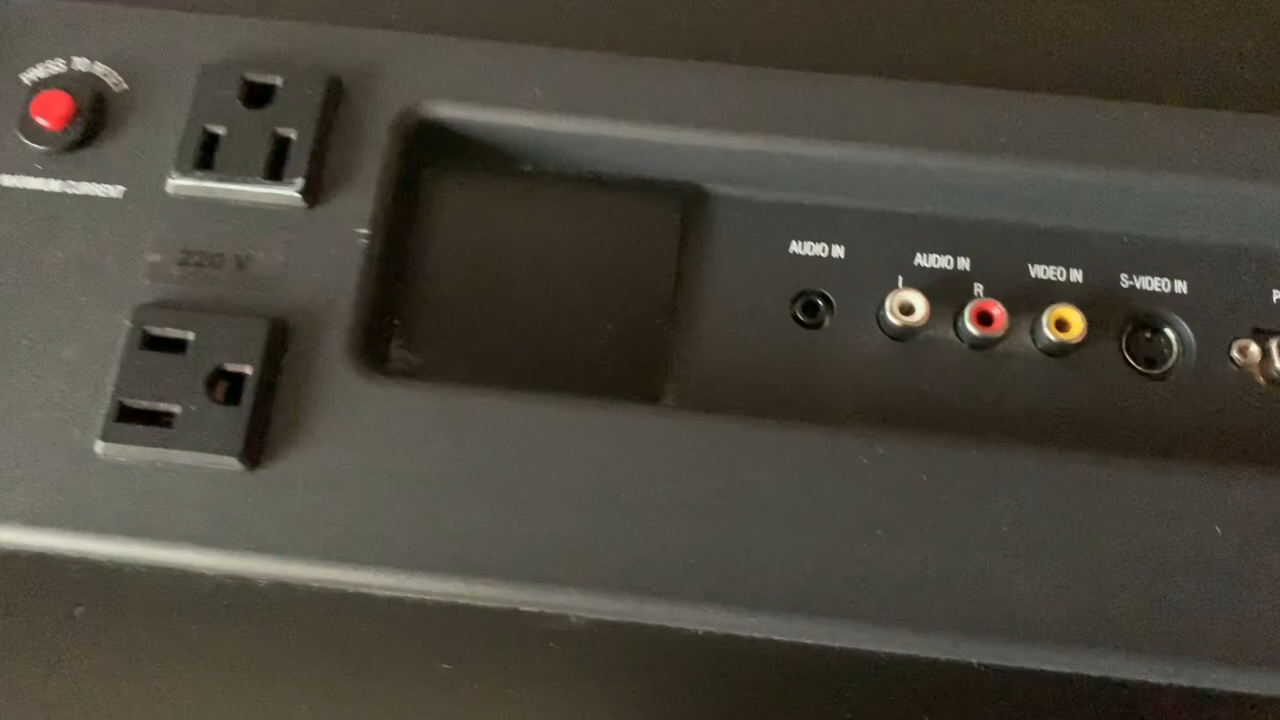 PRESS TO RESET
MAXIMUM CURRENT
220 V
AUDIO IN
AUDIO IN
L
R
VIDEO IN
S-VIDEO IN